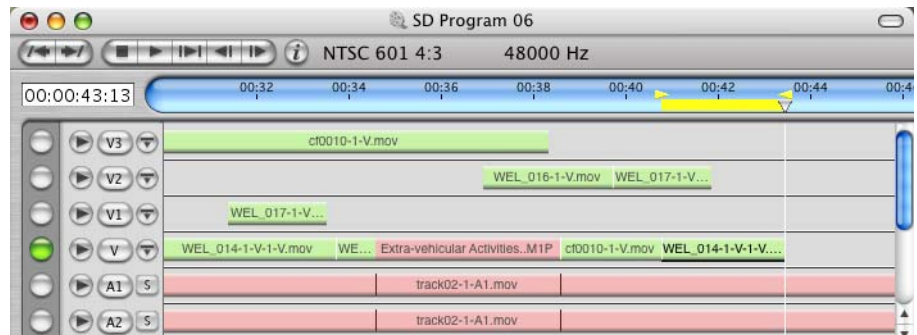 SD Program 06
NTSC 601 4:3 48000 Hz
00:00:43:13 00:32 00:34 00:36 00:38 00:40 00:42 00:44 00:4
V3 cf0010-1-V.mov
V2 WEL_016-1-V.mov WEL_017-1-V...
V1 WEL_017-1-V...
V WEL_014-1-V-1-V.mov WE... Extra-vehicular Activities..M1P cf0010-1-V.mov WEL_014-1-V-1-V....
A1 S track02-1-A1.mov
A2 S track02-1-A1.mov